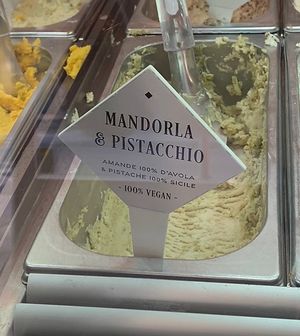 MANDORLA
& PISTACCHIO
AMANDE 100% D'AVOLA
& PISTACHE 100% SICILE
- 100% VEGAN -